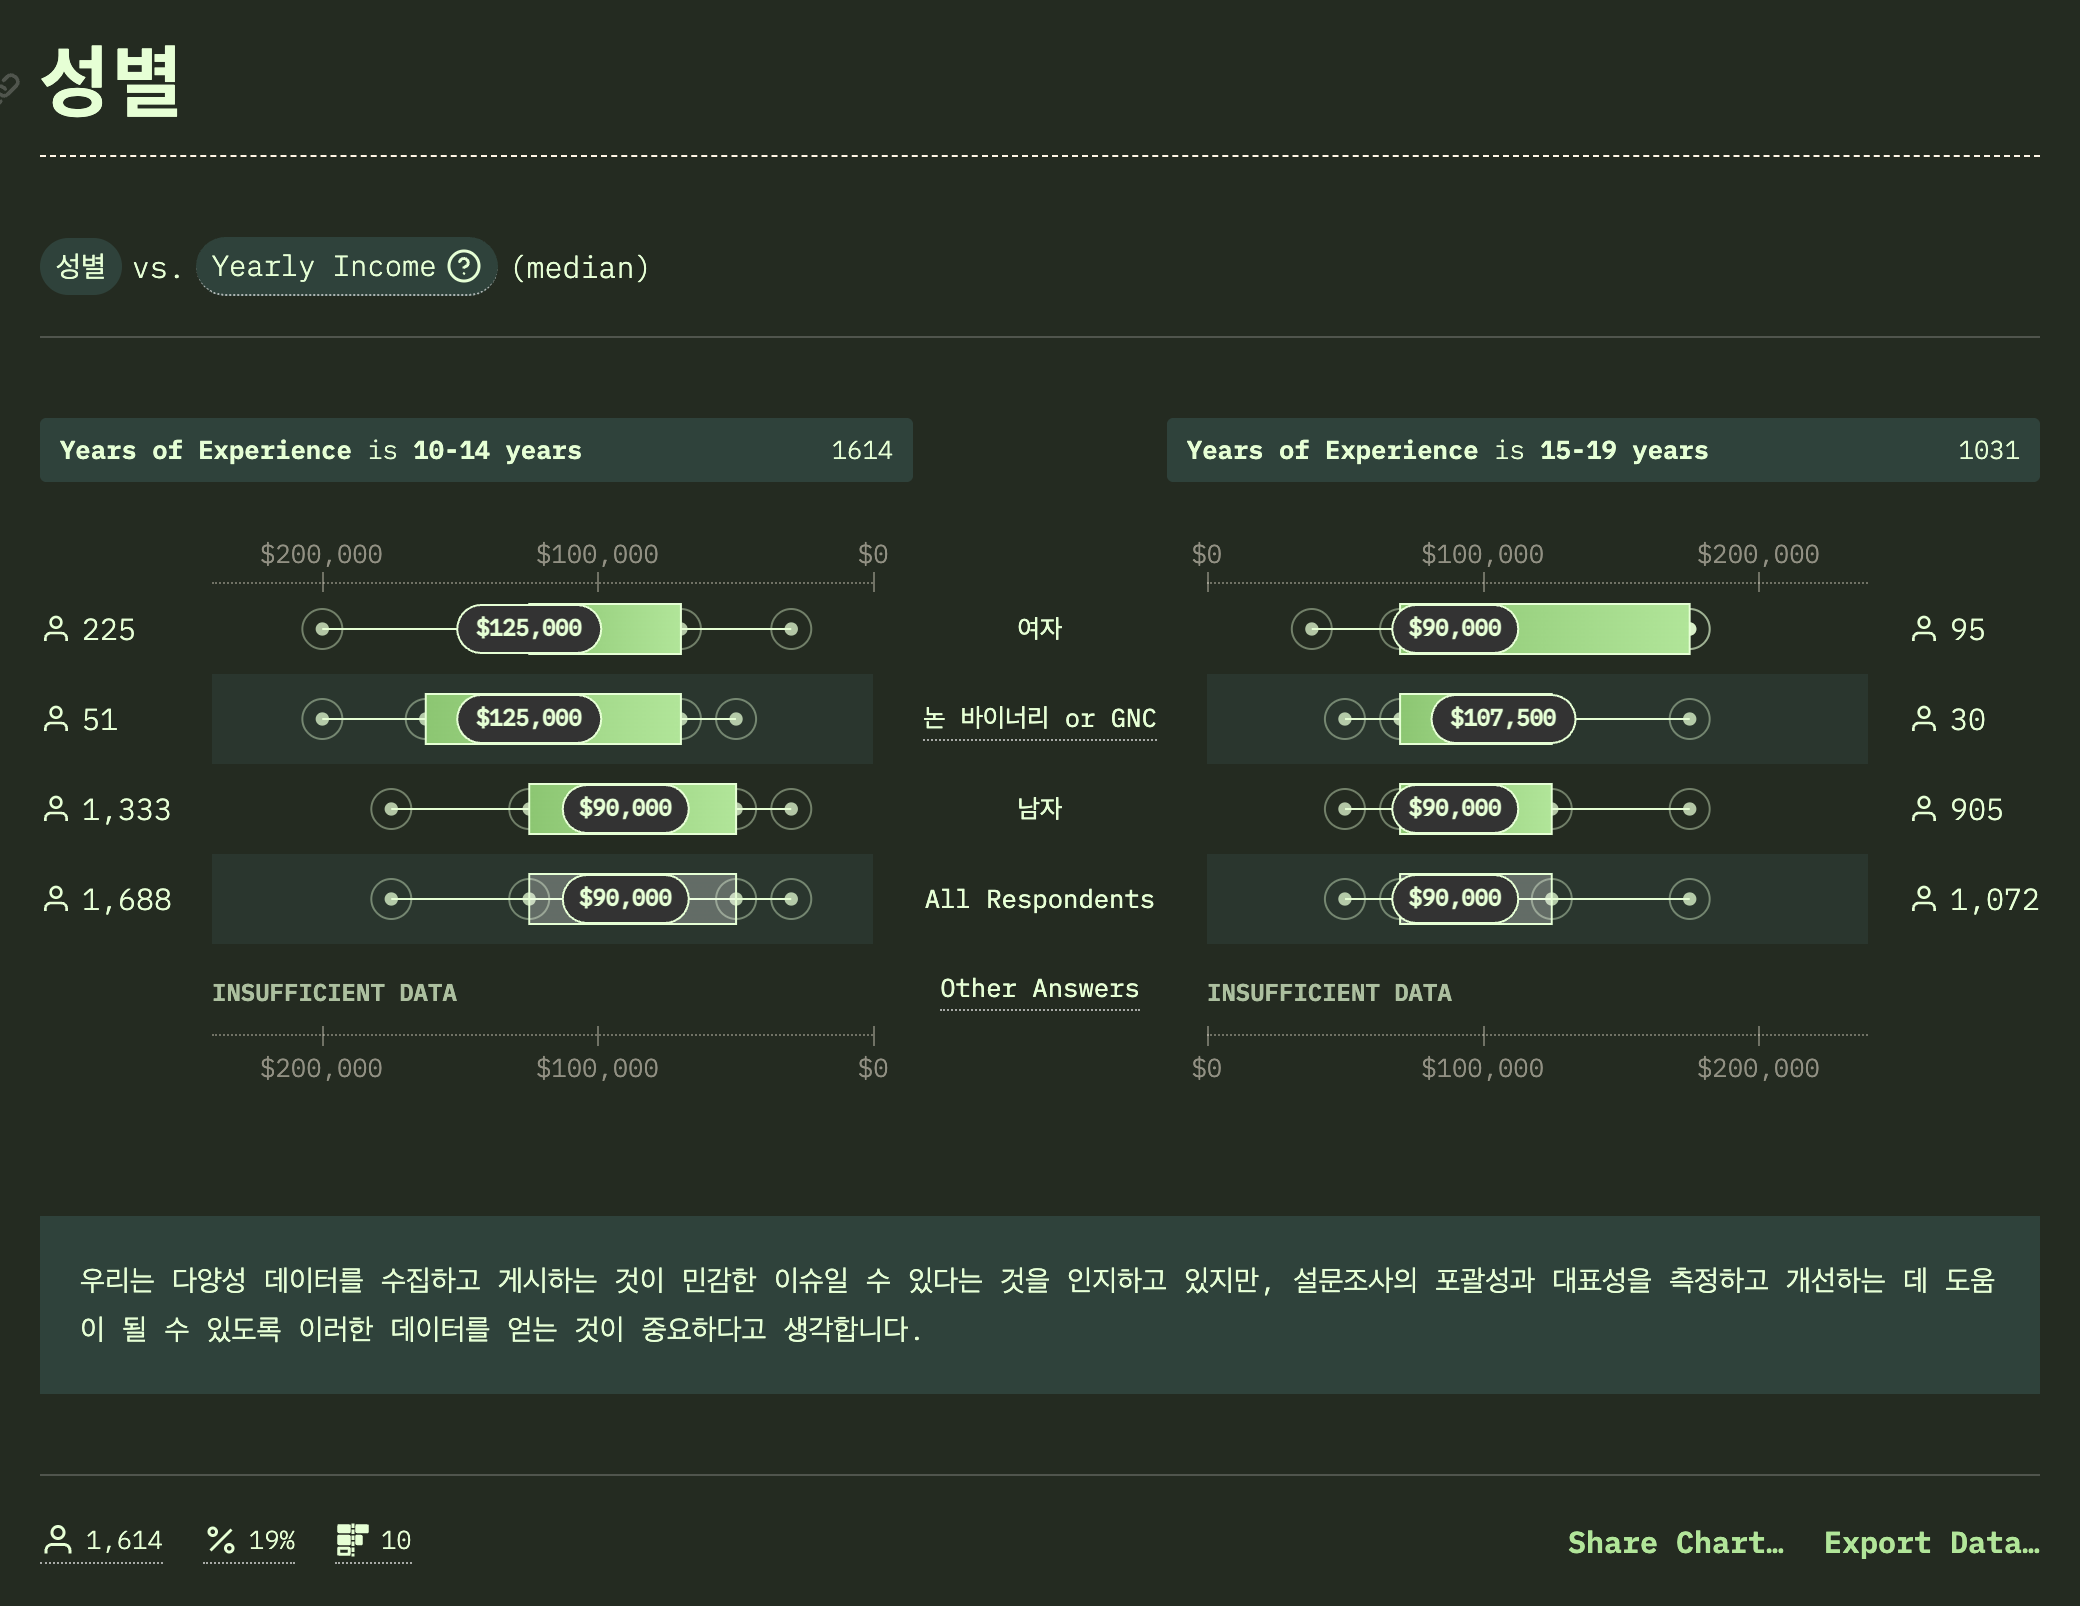 성별
성별 vs. Yearly Income (median)
Years of Experience is 10-14 years 1614
Years of Experience is 15-19 years 1031
$200,000 $100,000 $0
$0 $100,000 $200,000
225 $125,000 여자 $90,000 95
51 $125,000 논 바이너리 or GNC $107,500 30
1,333 $90,000 남자 $90,000 905
1,688 $90,000 All Respondents $90,000 1,072
INSUFFICIENT DATA Other Answers INSUFFICIENT DATA
$200,000 $100,000 $0
$0 $100,000 $200,000
우리는 다양성 데이터를 수집하고 게시하는 것이 민감한 이슈일 수 있다는 것을 인지하고 있지만, 설문조사의 포괄성과 대표성을 측정하고 개선하는 데 도움
이 될 수 있도록 이러한 데이터를 얻는 것이 중요하다고 생각합니다.
1,614 19% 10 Share Chart… Export Data…